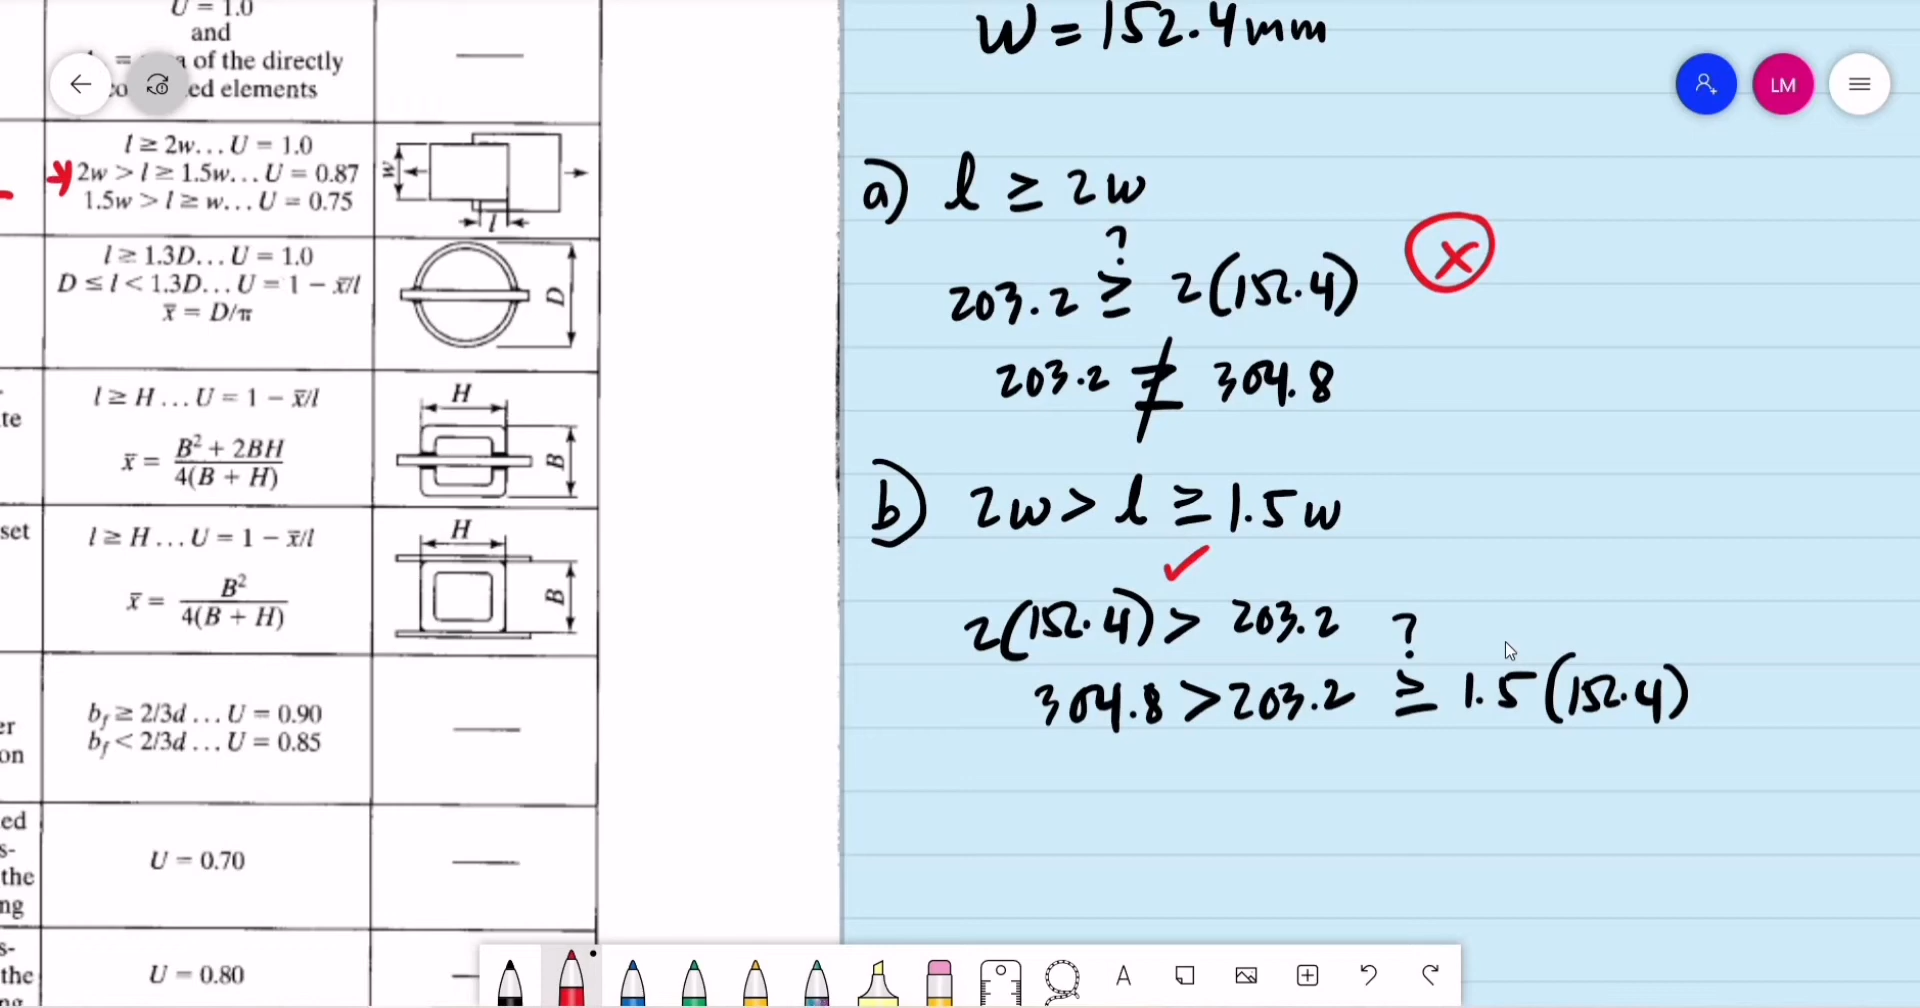 U = 1.0
and
= a of the directly
ed elements
l ≥ 2w... U = 1.0
2w > l ≥ 1.5w... U = 0.87
1.5w > l ≥ w... U = 0.75
w
l
l ≥ 1.3D... U = 1.0
D ≤ l < 1.3D... U = 1 − x̄/l
x̄ = D/π
D
te
l ≥ H... U = 1 − x̄/l
x̄ = B² + 2BH / 4(B + H)
H
B
set
l ≥ H... U = 1 − x̄/l
x̄ = B² / 4(B + H)
H
B
er
on
b_f ≥ 2/3d ... U = 0.90
b_f < 2/3d ... U = 0.85
ed
s-
the
ng
U = 0.70
s-
the
U = 0.80
W = 152.4mm
LM
a) l ≥ 2w
?
203.2 ≥ 2(152.4) X
203.2 ≱ 304.8
b) 2w > l ≥ 1.5w
✓
2(152.4) > 203.2 ?
304.8 > 203.2 ≥ 1.5(152.4)
A